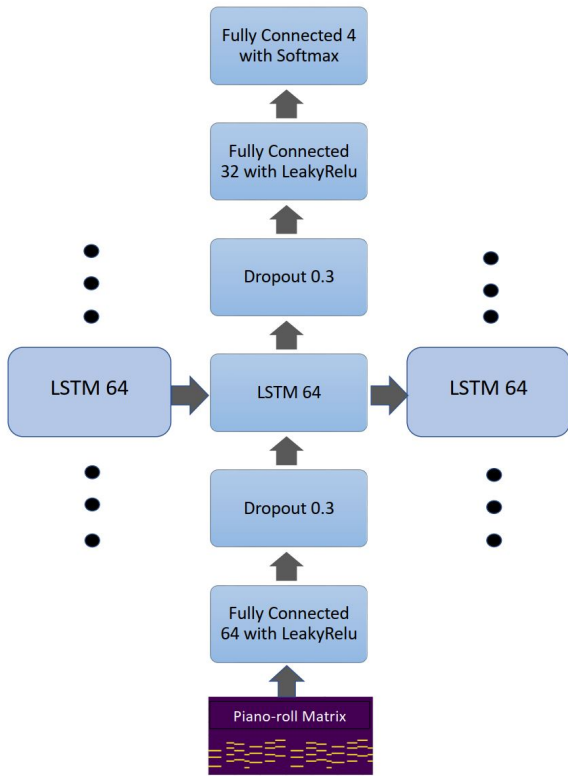 Fully Connected 4
with Softmax
Fully Connected
32 with LeakyRelu
Dropout 0.3
LSTM 64
LSTM 64
LSTM 64
Dropout 0.3
Fully Connected
64 with LeakyRelu
Piano-roll Matrix